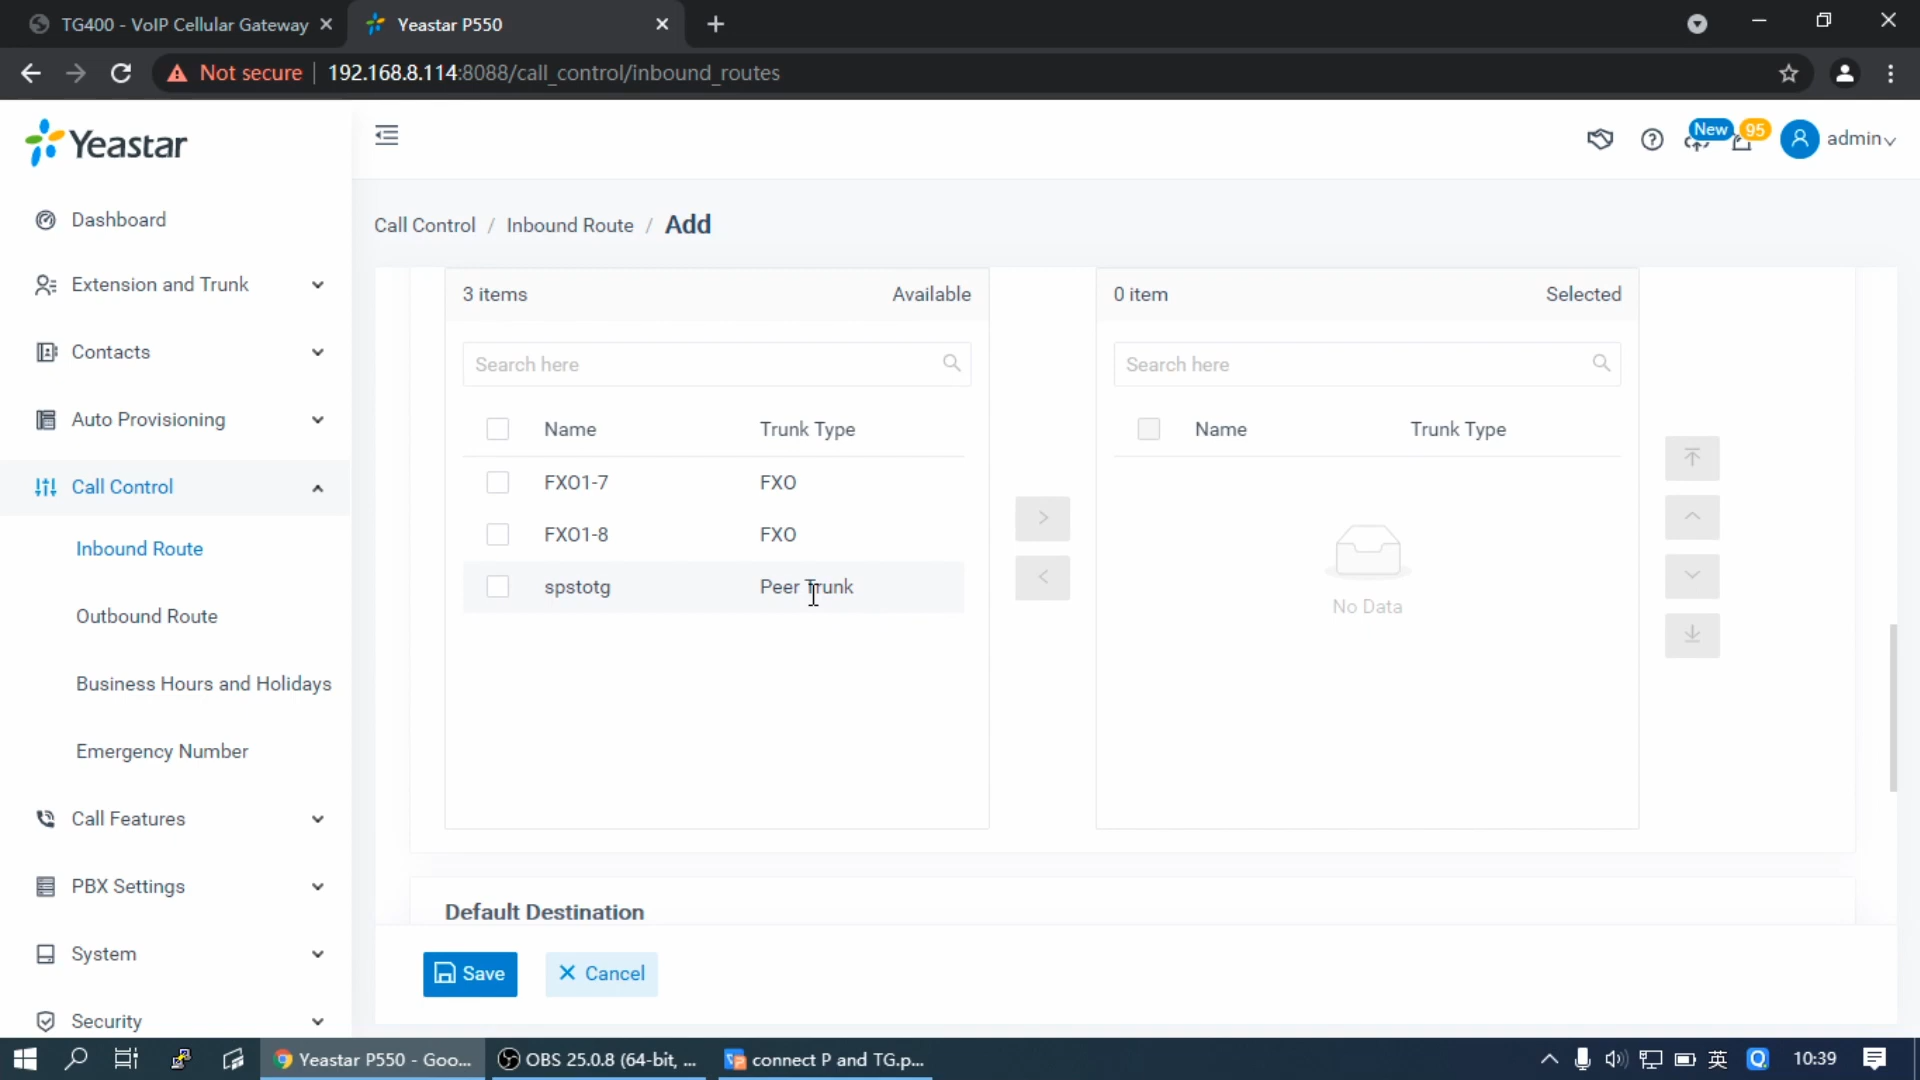 TG400 - VoIP Cellular Gateway
Yeastar P550
Not secure
192.168.8.114:8088/call_control/inbound_routes
Yeastar
New
95
admin
Dashboard
Extension and Trunk
Contacts
Auto Provisioning
Call Control
Inbound Route
Outbound Route
Business Hours and Holidays
Emergency Number
Call Features
PBX Settings
System
Security
Call Control / Inbound Route / Add
3 items Available
Search here
Name Trunk Type
FXO1-7 FXO
FXO1-8 FXO
spstotg Peer Trunk
0 item Selected
Search here
Name Trunk Type
No Data
Default Destination
Save
Cancel
Yeastar P550 - Goo...
OBS 25.0.8 (64-bit, ...
connect P and TG.p...
英
10:39